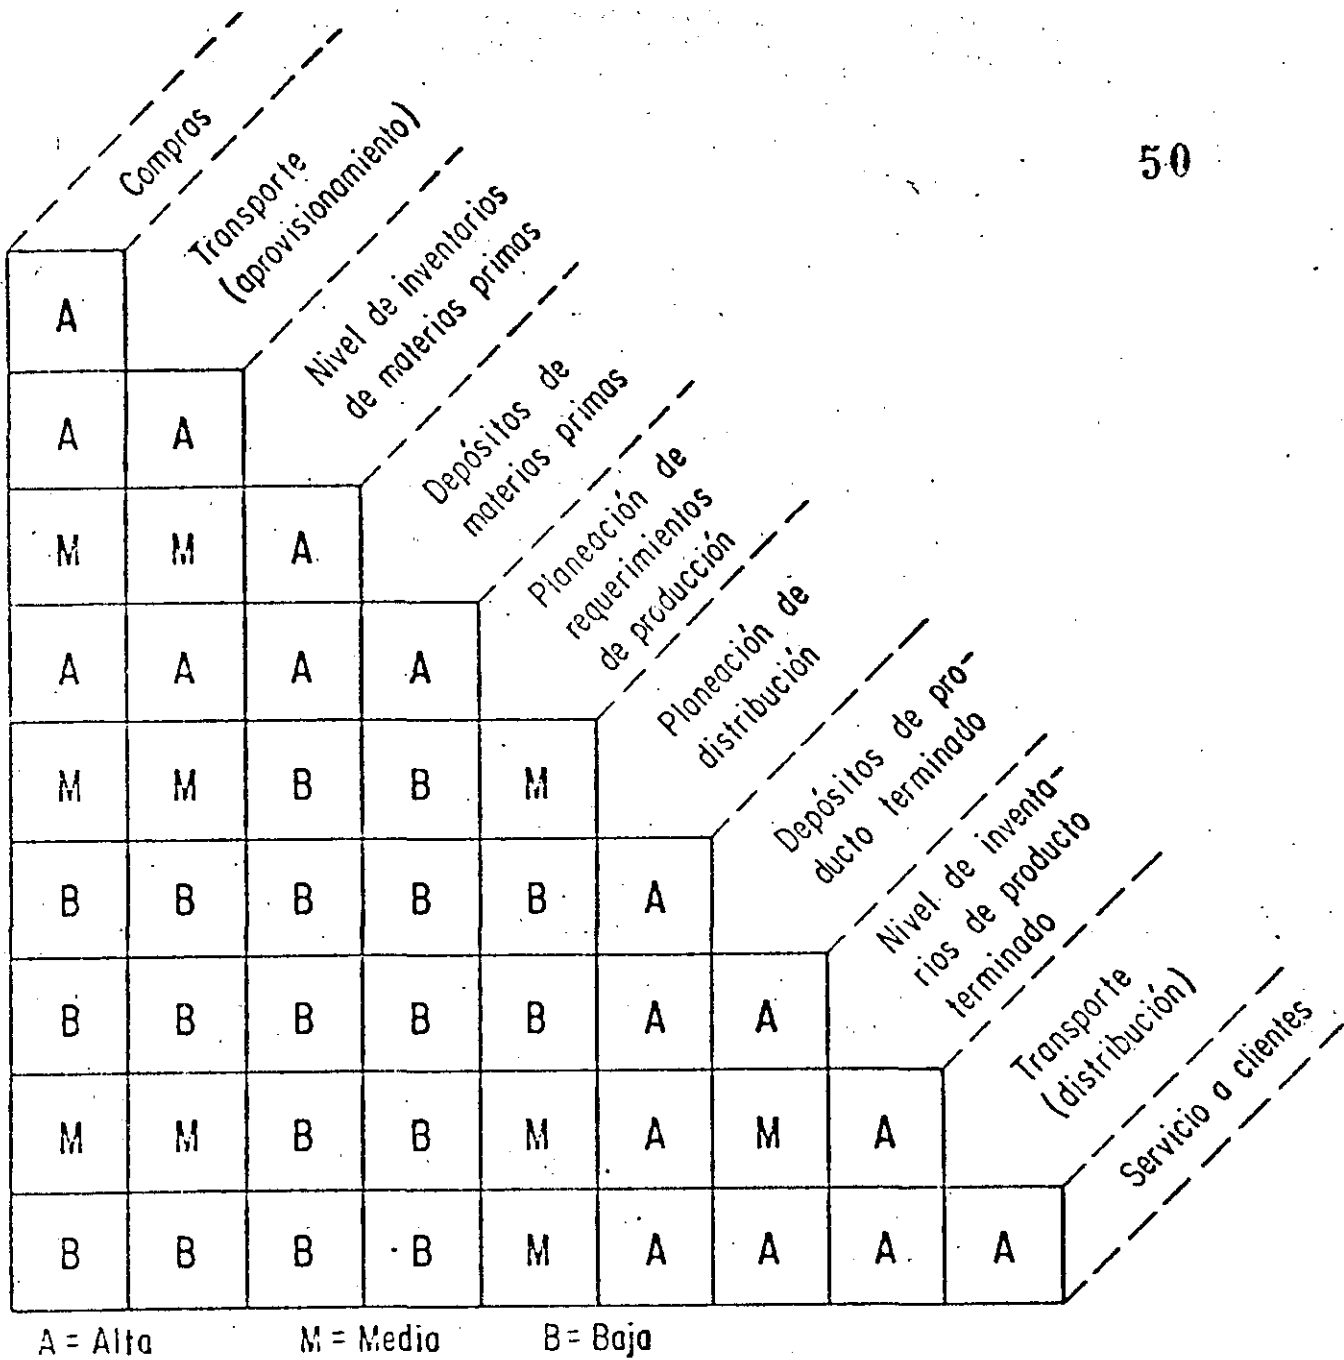 50
Compras
Transporte
(aprovisionamiento)
Nivel de inventarios
de materias primas
Depósitos de
materias primas
Planeación de
requerimientos
de producción
Planeación de
distribución
Depósitos de pro-
ducto terminado
Nivel de inventa-
rios de producto
terminado
Transporte
(distribución)
Servicio a clientes
A
A A
M M A
A A A A
M M B B M
B B B B B A
B B B B B A A
M M B B M A M A
B B B B M A A A A
A = Alta M = Media B = Baja